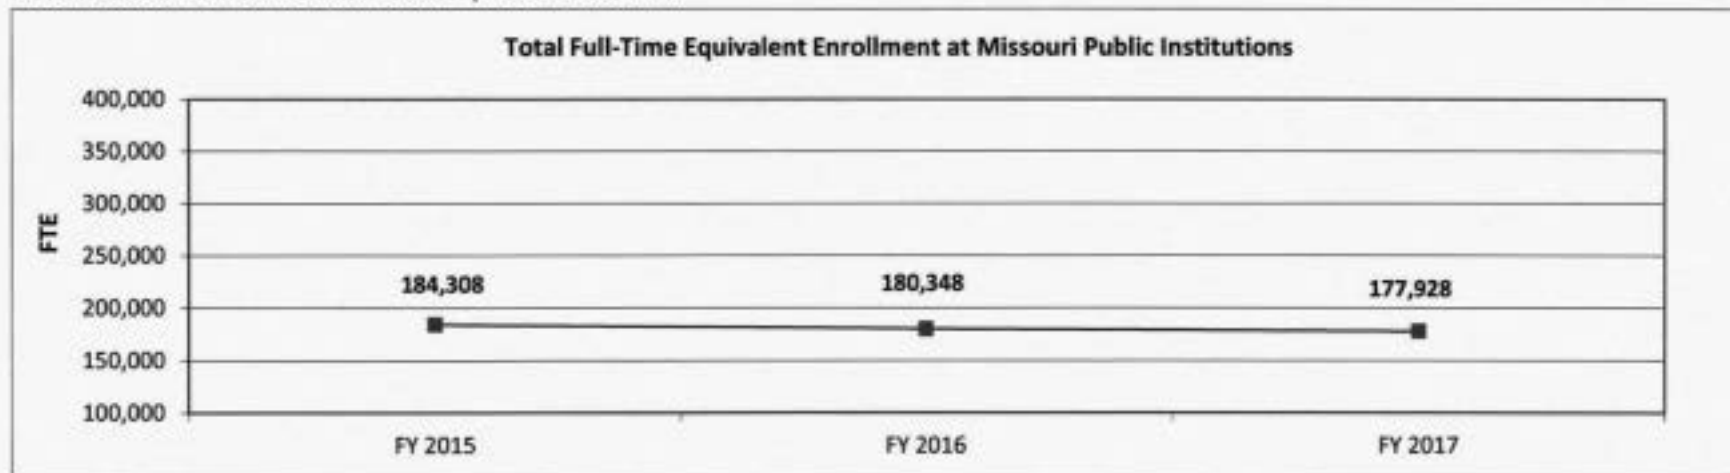 Total Full-Time Equivalent Enrollment at Missouri Public Institutions
400,000
350,000
300,000
250,000
200,000
150,000
100,000
FTE
184,308
180,348
177,928
FY 2015
FY 2016
FY 2017